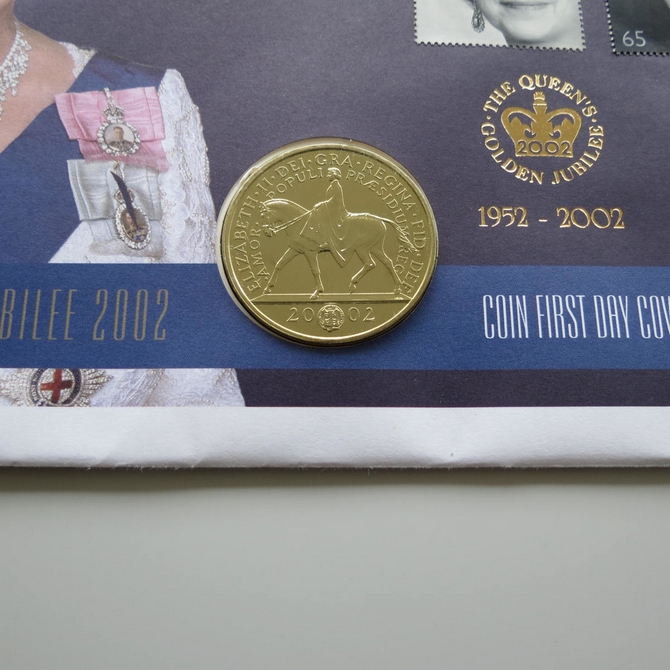 65
THE QUEEN'S
GOLDEN JUBILEE
2002
1952 - 2002
ELIZABETH·II·DEI·GRA·REGINA·FID·DEF
AMOR POPULI PRÆSIDIUM REG
2002
BILEE 2002
COIN FIRST DAY COV